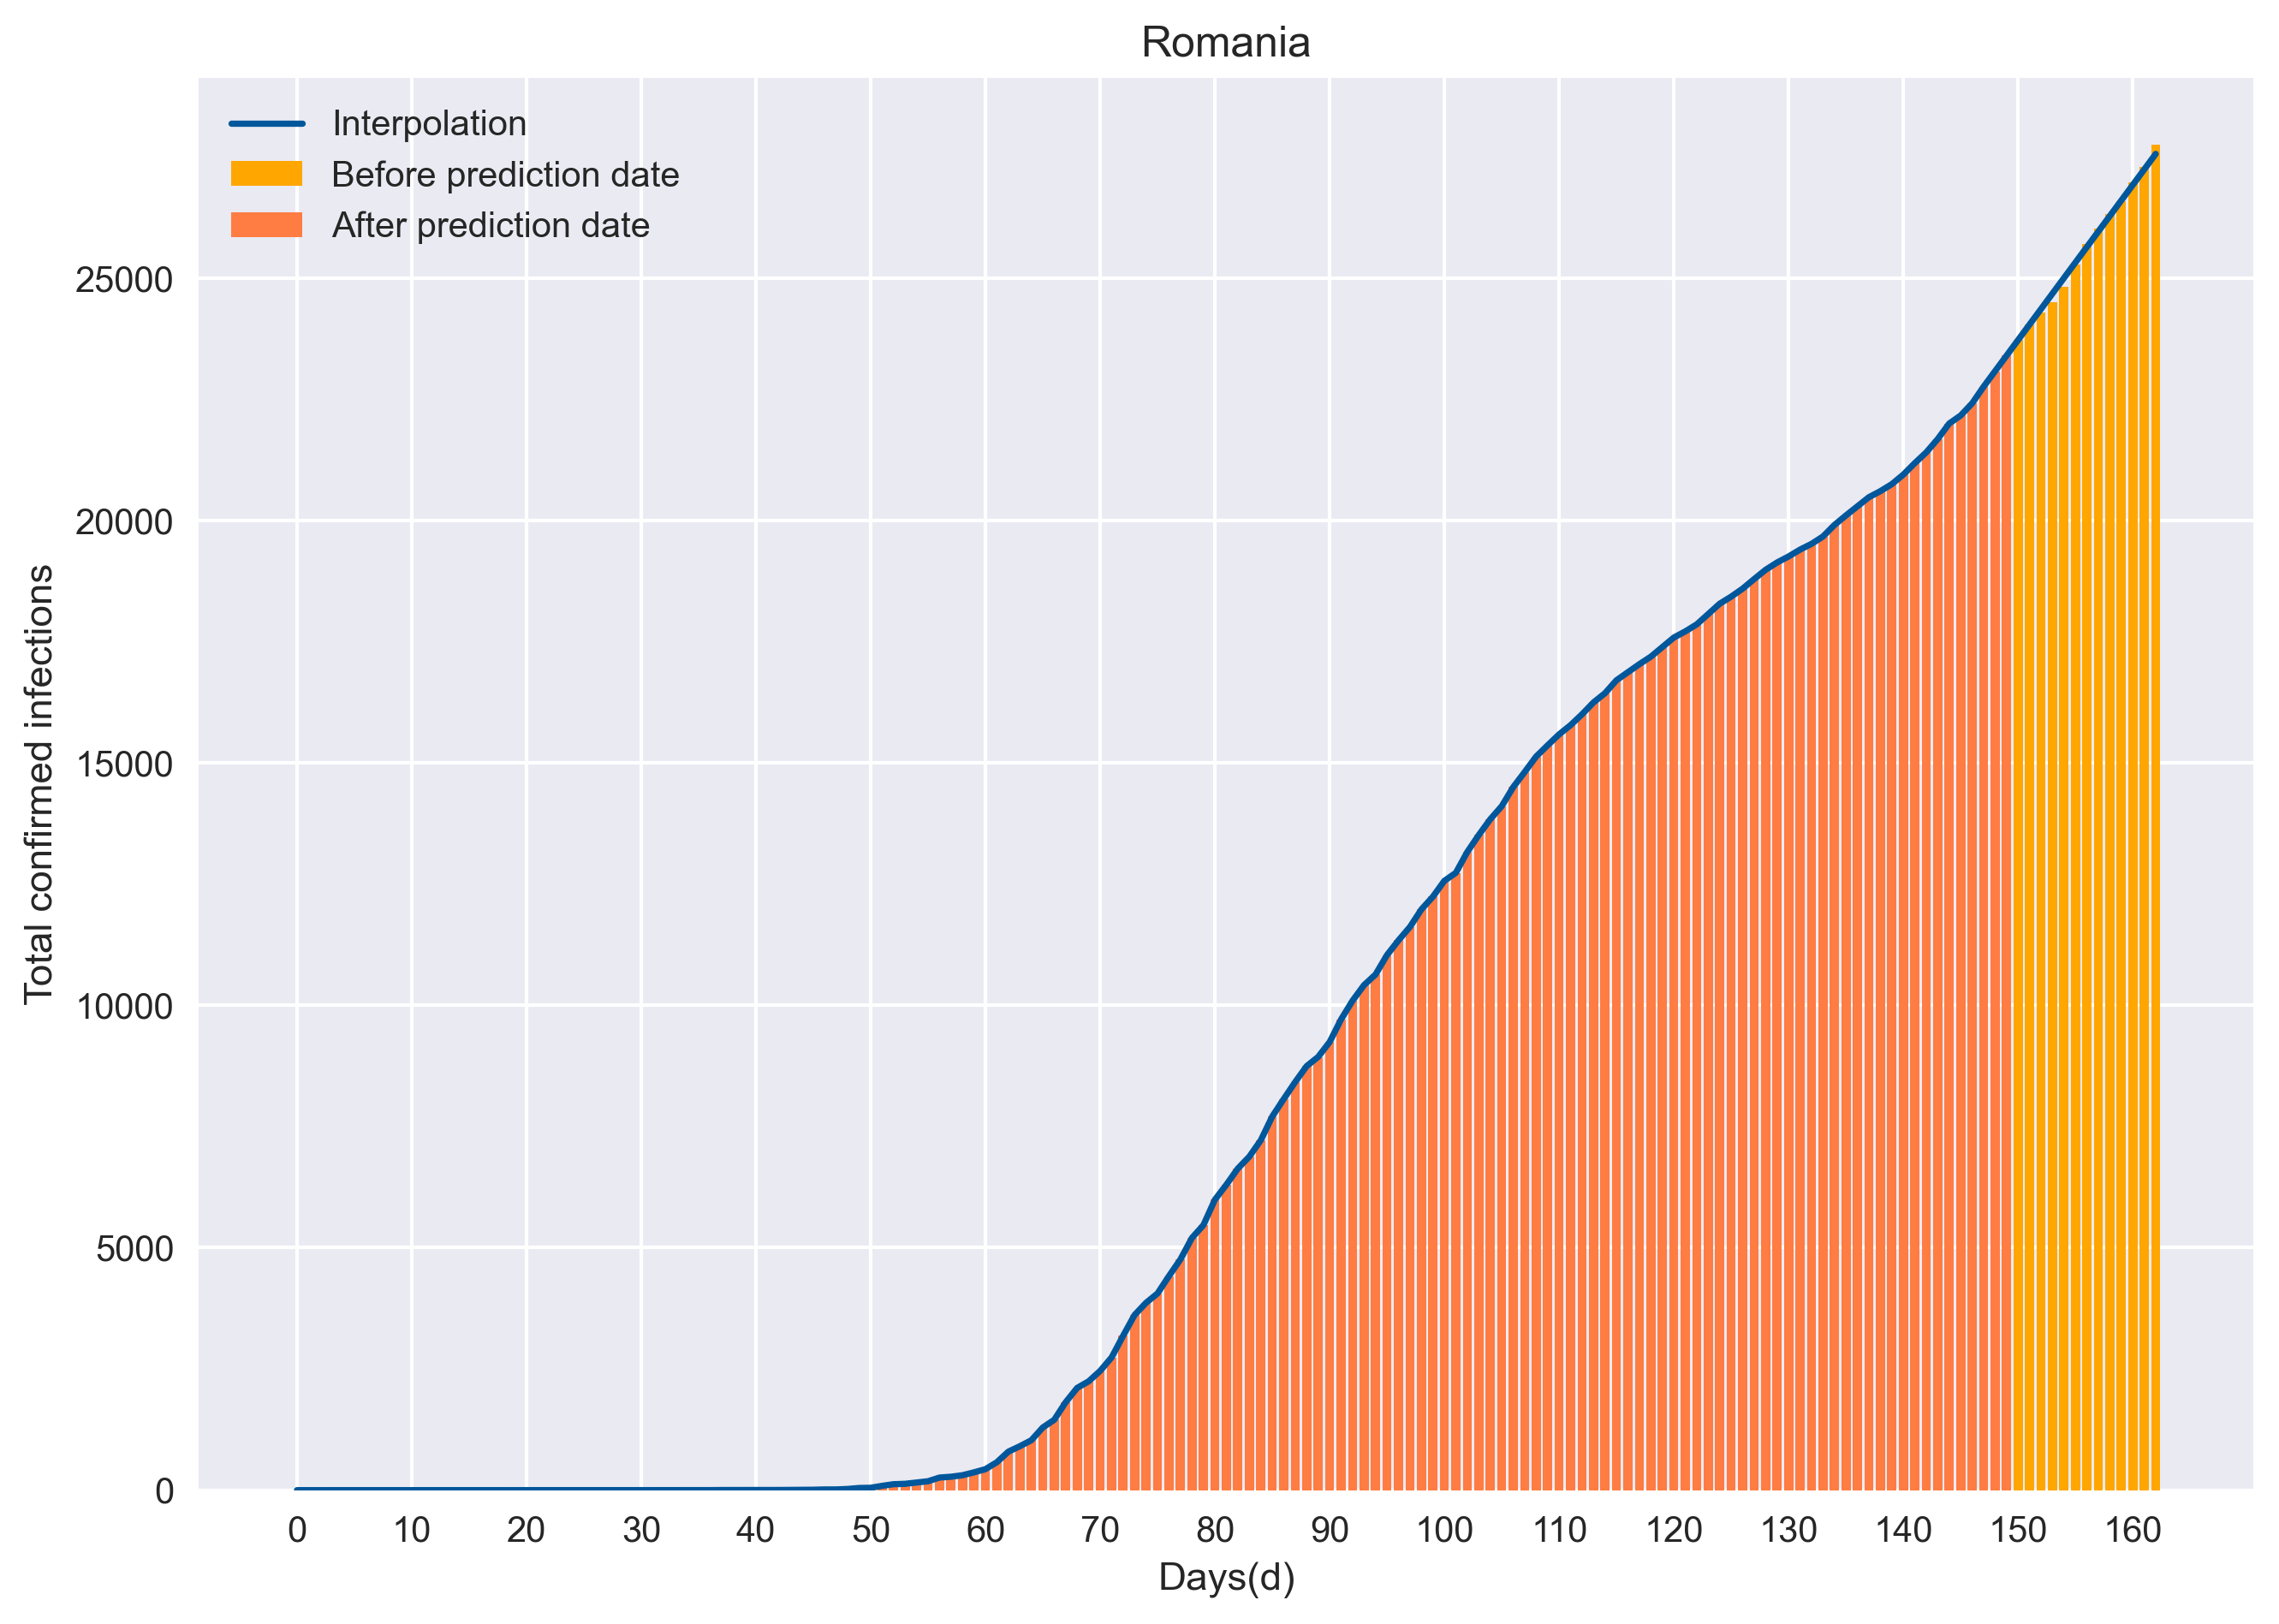 Romania
Interpolation
Before prediction date
After prediction date
Total confirmed infections
25000
20000
15000
10000
5000
0
0 10 20 30 40 50 60 70 80 90 100 110 120 130 140 150 160
Days(d)